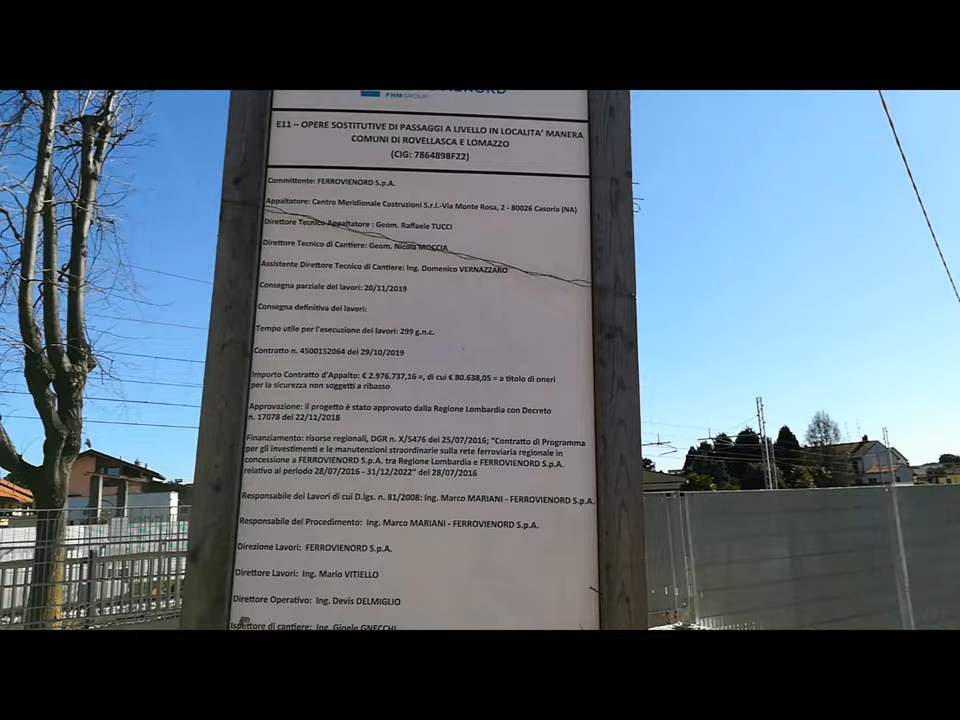 FNMGROUP
E11 – OPERE SOSTITUTIVE DI PASSAGGI A LIVELLO IN LOCALITA' MANERA
COMUNI DI ROVELLASCA E LOMAZZO
(CIG: 7864898F22)
Committente: FERROVIENORD S.p.A.
Appaltatore: Centro Meridionale Costruzioni S.r.l.-Via Monte Rosa, 2 - 80026 Casoria (NA)
Direttore Tecnico Appaltatore : Geom. Raffaele TUCCI
Direttore Tecnico di Cantiere: Geom. Nicola MOCCIA
Assistente Direttore Tecnico di Cantiere: Ing. Domenico VERNAZZARO
Consegna parziale dei lavori: 20/11/2019
Consegna definitiva dei lavori:
Tempo utile per l'esecuzione dei lavori: 299 g.n.c.
Contratto n. 4500152064 del 29/10/2019
Importo Contratto d'Appalto: € 2.976.737,16 =, di cui € 80.638,05 = a titolo di oneri
per la sicurezza non soggetti a ribasso
Approvazione: il progetto è stato approvato dalla Regione Lombardia con Decreto
n. 17078 del 22/11/2018
Finanziamento: risorse regionali, DGR n. X/5476 del 25/07/2016; "Contratto di Programma
per gli investimenti e le manutenzioni straordinarie sulla rete ferroviaria regionale in
concessione a FERROVIENORD S.p.A. tra Regione Lombardia e FERROVIENORD S.p.A.
relativo al periodo 28/07/2016 - 31/12/2022" del 28/07/2016
Responsabile dei Lavori di cui D.lgs. n. 81/2008: Ing. Marco MARIANI - FERROVIENORD S.p.A.
Responsabile del Procedimento: Ing. Marco MARIANI – FERROVIENORD S.p.A.
Direzione Lavori: FERROVIENORD S.p.A.
Direttore Lavori: Ing. Mario VITIELLO
Direttore Operativo: Ing. Devis DELMIGLIO
Ispettore di cantiere: Ing. Gioele GNECCHI